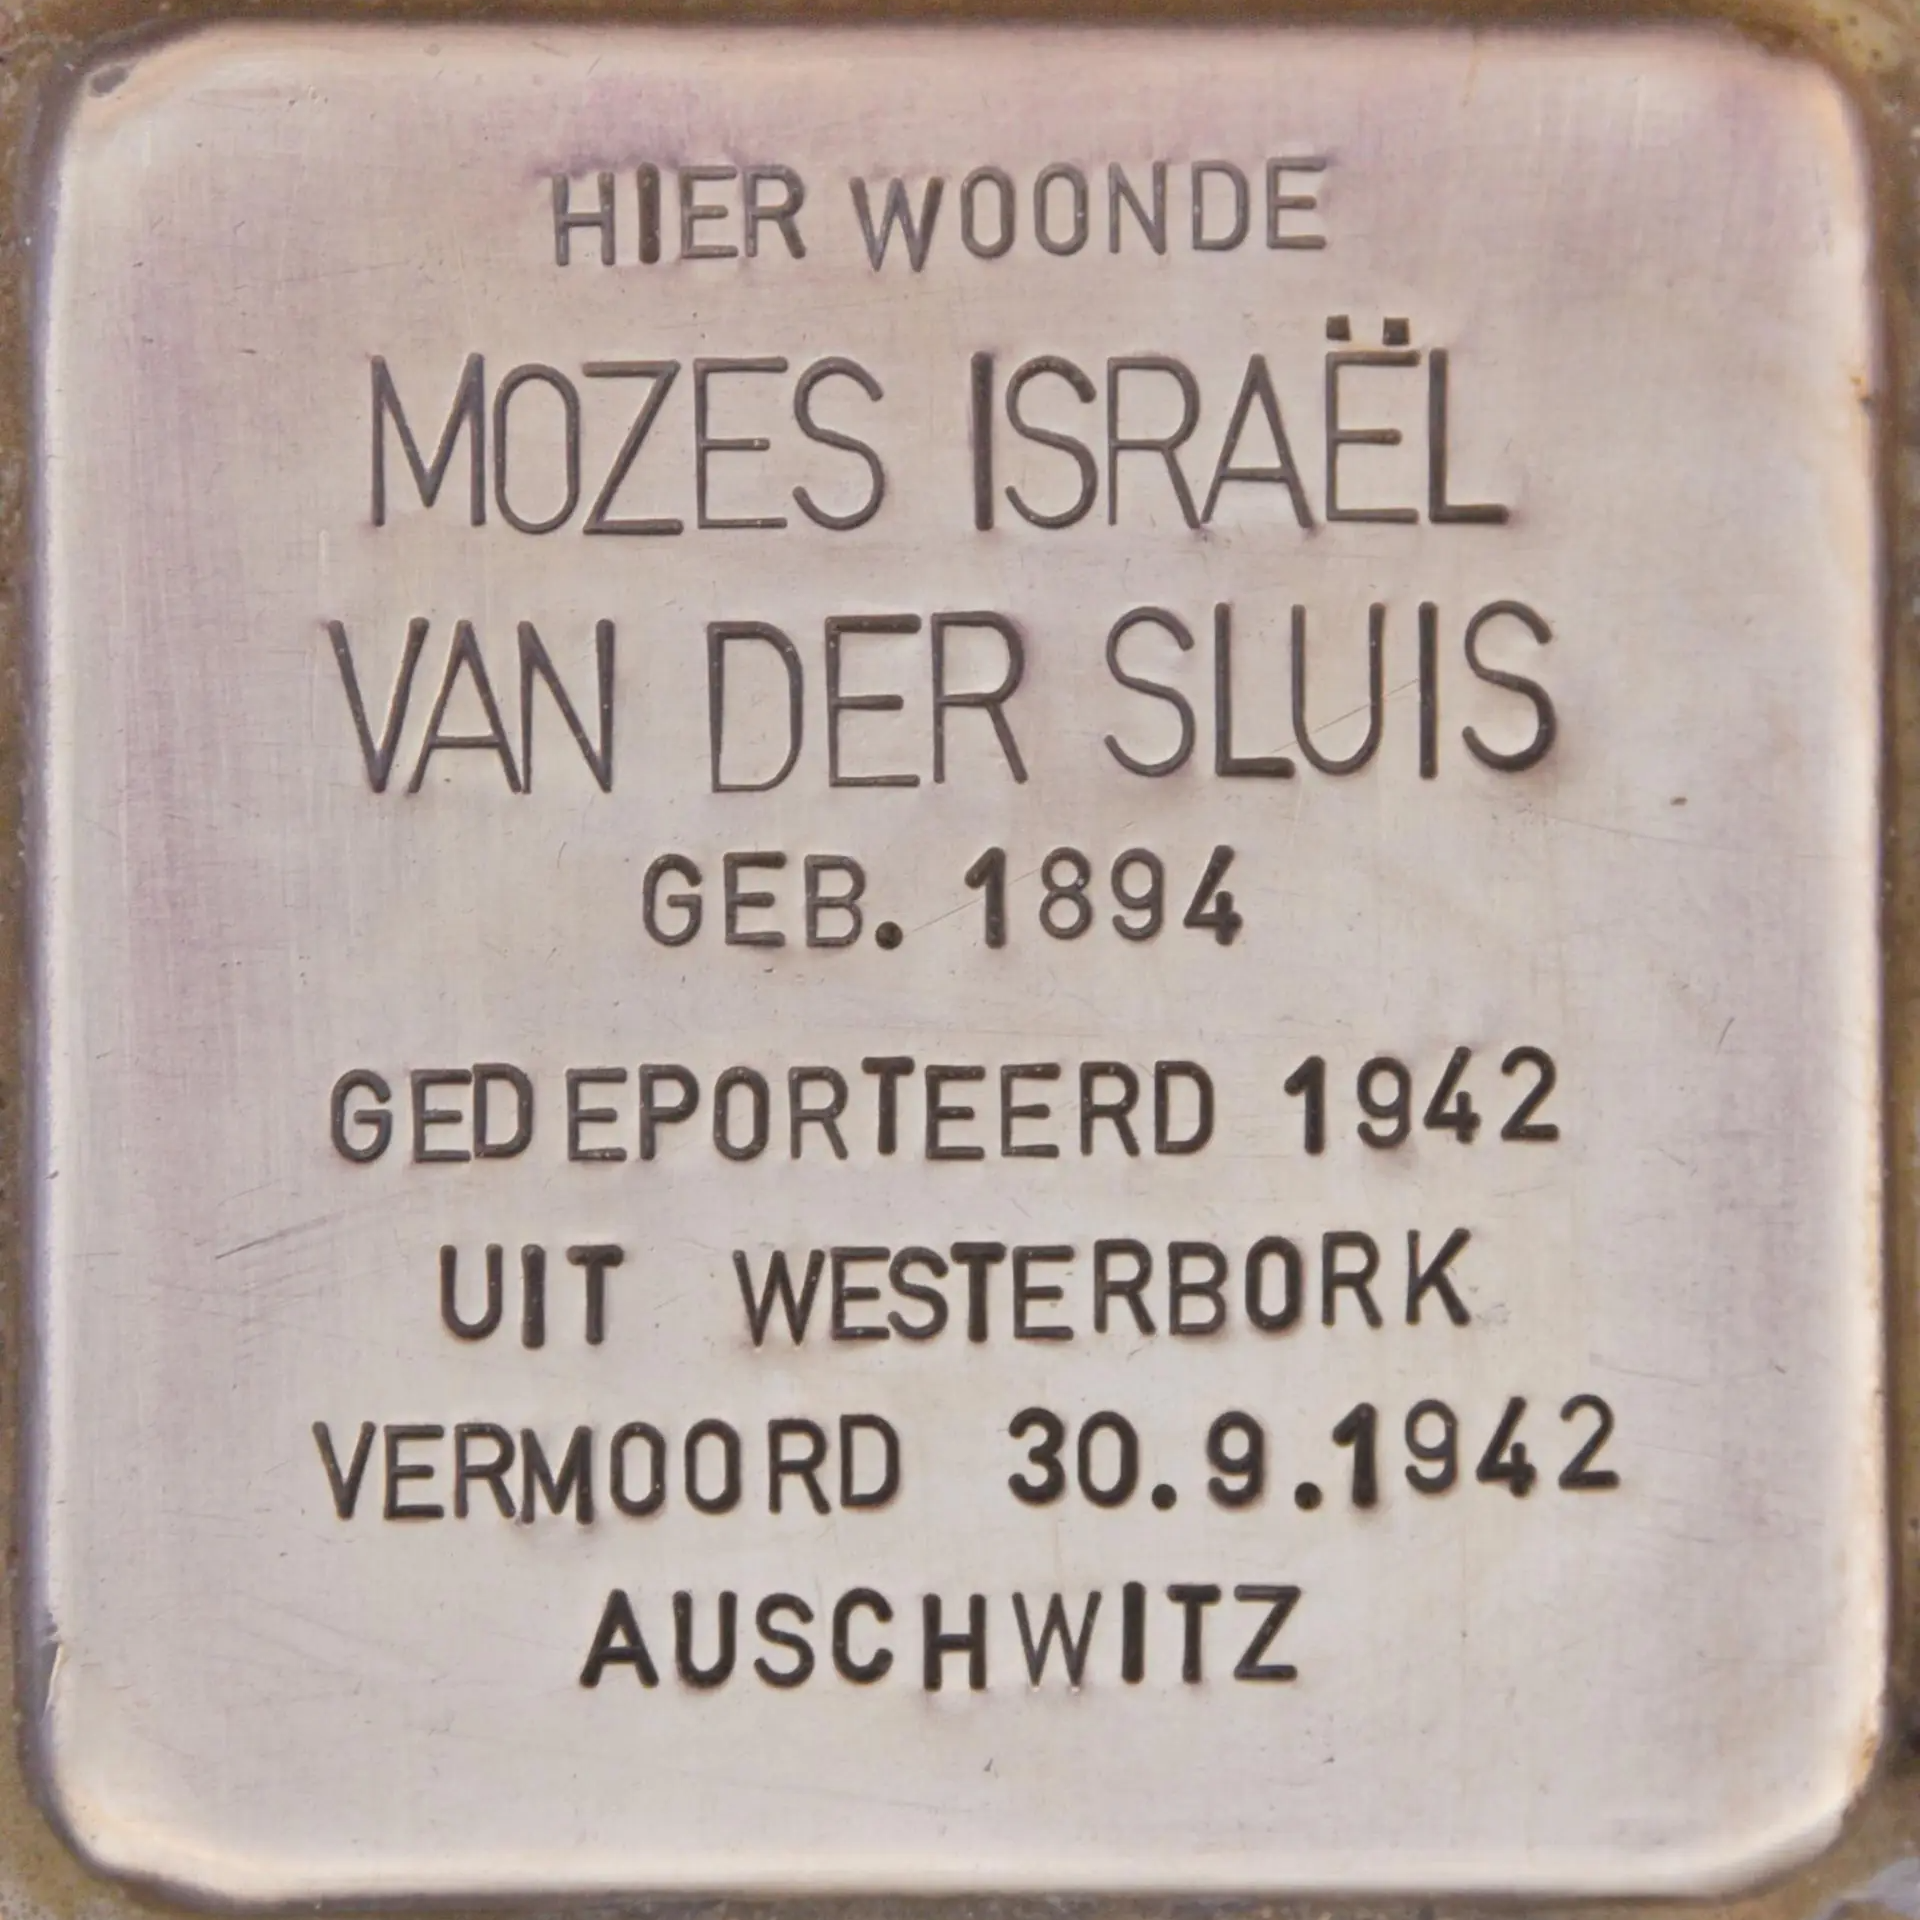 HIER WOONDE
MOZES ISRAËL
VAN DER SLUIS
GEB. 1894
GEDEPORTEERD 1942
UIT WESTERBORK
VERMOORD 30.9.1942
AUSCHWITZ